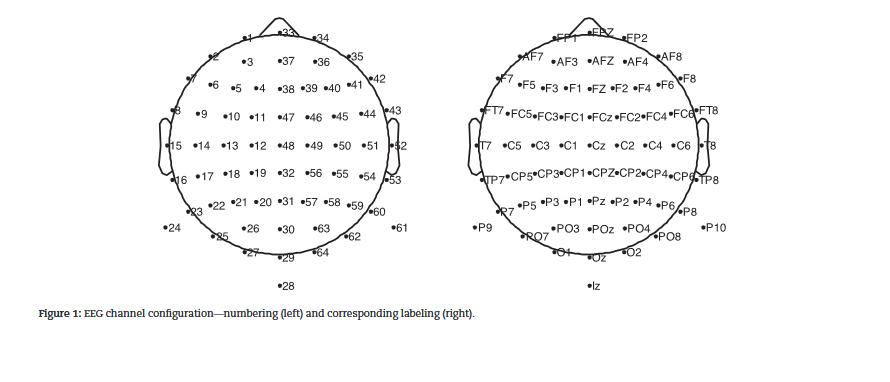 1 33 34 FP1 FPZ FP2
2 35 AF7 AF8
3 37 36 AF3 AFZ AF4
7 42 F7 F8
6 5 4 38 39 40 41 F5 F3 F1 FZ F2 F4 F6
8 43 FT7 FT8
9 10 11 47 46 45 44 FC5 FC3 FC1 FCz FC2 FC4 FC6
15 14 13 12 48 49 50 51 52 T7 C5 C3 C1 Cz C2 C4 C6 T8
16 17 18 19 32 56 55 54 53 TP7 CP5 CP3 CP1 CPZ CP2 CP4 CP6 TP8
23 22 21 20 31 57 58 59 60 P7 P5 P3 P1 Pz P2 P4 P6 P8
24 26 30 63 61 P9 PO3 POz PO4 P10
25 62 PO7 PO8
27 29 64 O1 Oz O2
28 Iz
Figure 1: EEG channel configuration—numbering (left) and corresponding labeling (right).